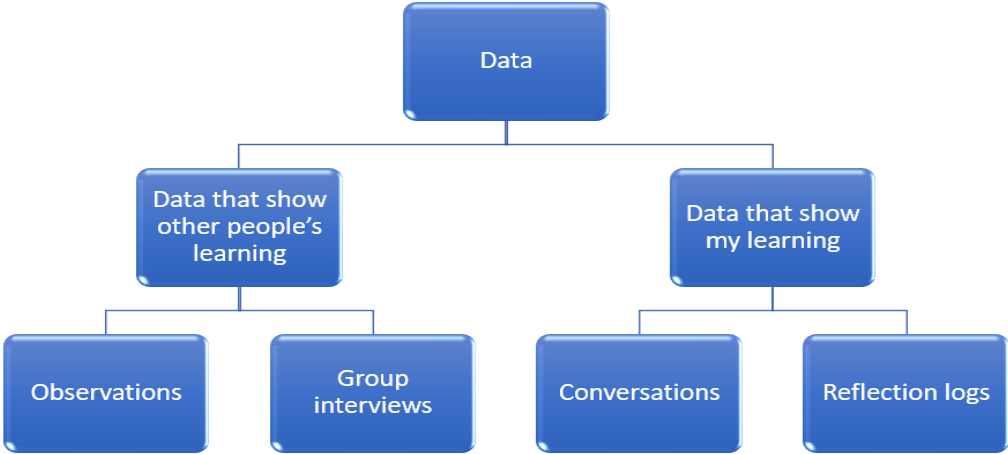 Data
Data that show
other people’s
learning
Data that show
my learning
Observations
Group
interviews
Conversations
Reflection logs